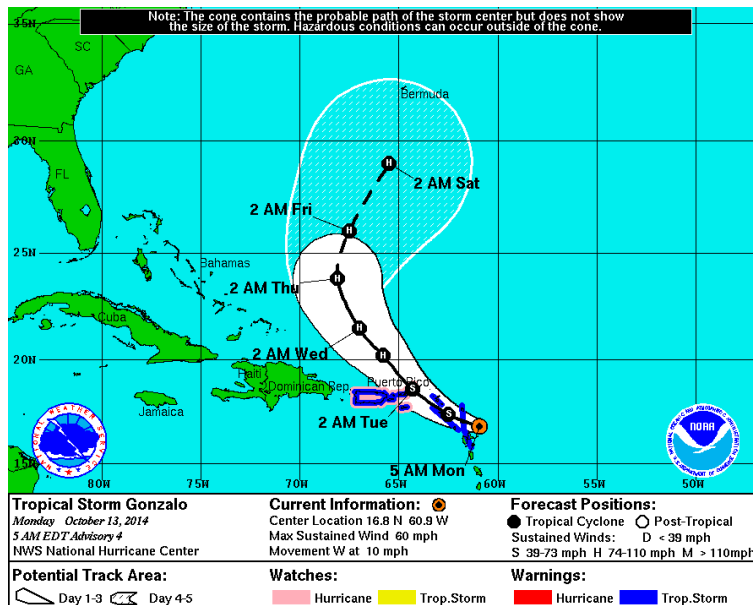 Note: The cone contains the probable path of the storm center but does not show
the size of the storm. Hazardous conditions can occur outside of the cone.
35N
SC
GA
Bermuda
30N
FL
2 AM Sat
2 AM Fri
25N
Bahamas
2 AM Thu
Cuba
2 AM Wed
20N
Haiti
Puerto Rico
Dominican Rep.
Jamaica
2 AM Tue
5 AM Mon
15N
80W 75W 70W 65W 60W 55W 50W
NATIONAL WEATHER SERVICE
NOAA
H
H
H
H
H
S
S
Tropical Storm Gonzalo
Monday October 13, 2014
5 AM EDT Advisory 4
NWS National Hurricane Center
Current Information:
Center Location 16.8 N 60.9 W
Max Sustained Wind 60 mph
Movement W at 10 mph
Forecast Positions:
Tropical Cyclone Post-Tropical
Sustained Winds: D < 39 mph
S 39-73 mph H 74-110 mph M > 110mph
Potential Track Area:
Day 1-3 Day 4-5
Watches:
Hurricane Trop.Storm
Warnings:
Hurricane Trop.Storm